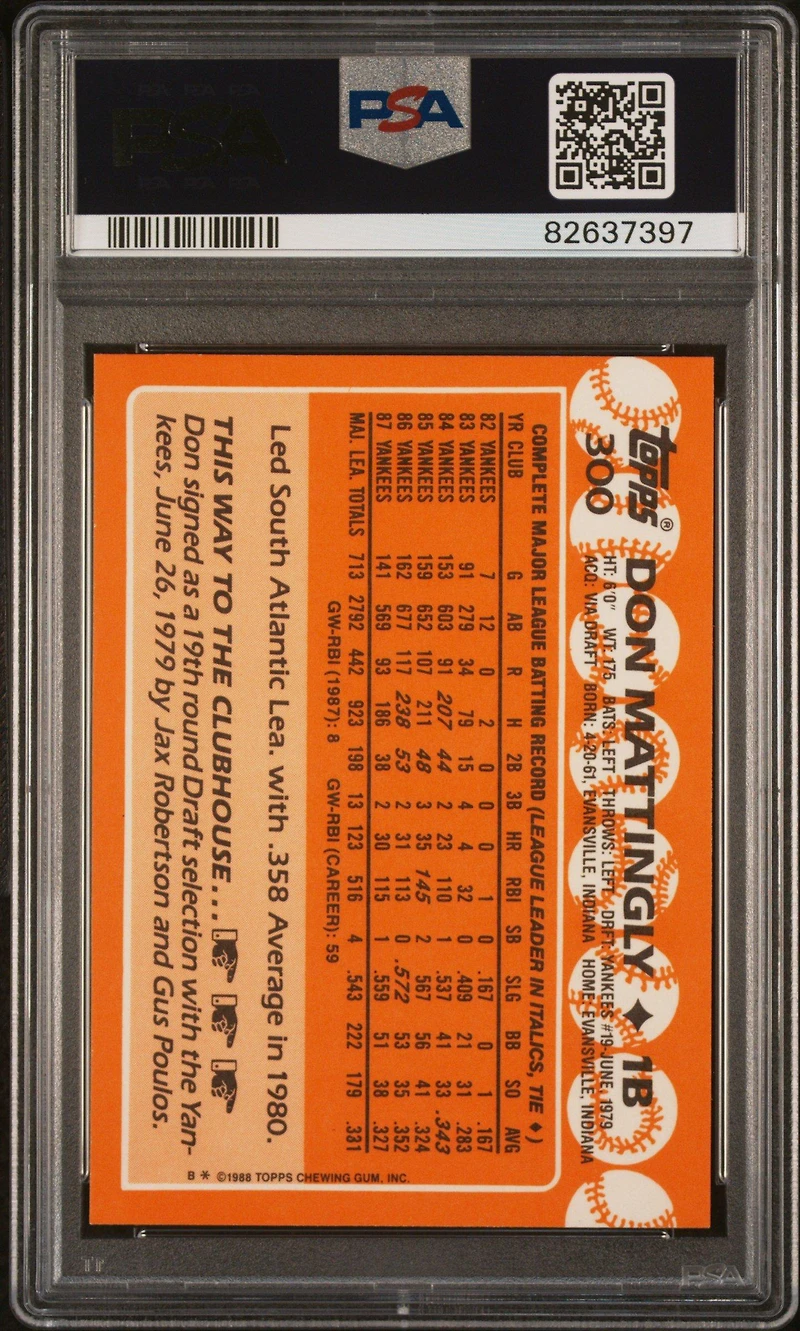 PSA
82637397
topps®
300
DON MATTINGLY ♦ 1B
HT: 6'0" WT: 175 BATS: LEFT THROWS: LEFT DRFT: YANKEES #19-JUNE, 1979
ACQ: VIA DRAFT BORN: 4-20-61, EVANSVILLE, INDIANA HOME: EVANSVILLE, INDIANA
COMPLETE MAJOR LEAGUE BATTING RECORD (LEAGUE LEADER IN ITALICS, TIE ♦)
YR CLUB G AB R H 2B 3B HR RBI SB SLG BB SO AVG
82 YANKEES 7 12 0 2 0 0 0 1 0 .167 0 1 .167
83 YANKEES 91 279 34 79 15 4 4 32 0 .409 21 31 .283
84 YANKEES 153 603 91 207 44 2 23 110 1 .537 41 33 .343
85 YANKEES 159 652 107 211 48 3 35 145 2 .567 56 41 .324
86 YANKEES 162 677 117 238 53 2 31 113 0 .572 53 35 .352
87 YANKEES 141 569 93 186 38 2 30 115 1 .559 51 38 .327
MAJ. LEA. TOTALS 713 2792 442 923 198 13 123 516 4 .543 222 179 .331
GW-RBI (1987): 8 GW-RBI (CAREER): 59
Led South Atlantic Lea. with .358 Average in 1980.
THIS WAY TO THE CLUBHOUSE...
Don signed as a 19th round Draft selection with the Yan-
kees, June 26, 1979 by Jax Robertson and Gus Poulos.
B * ©1988 TOPPS CHEWING GUM, INC.
PSA